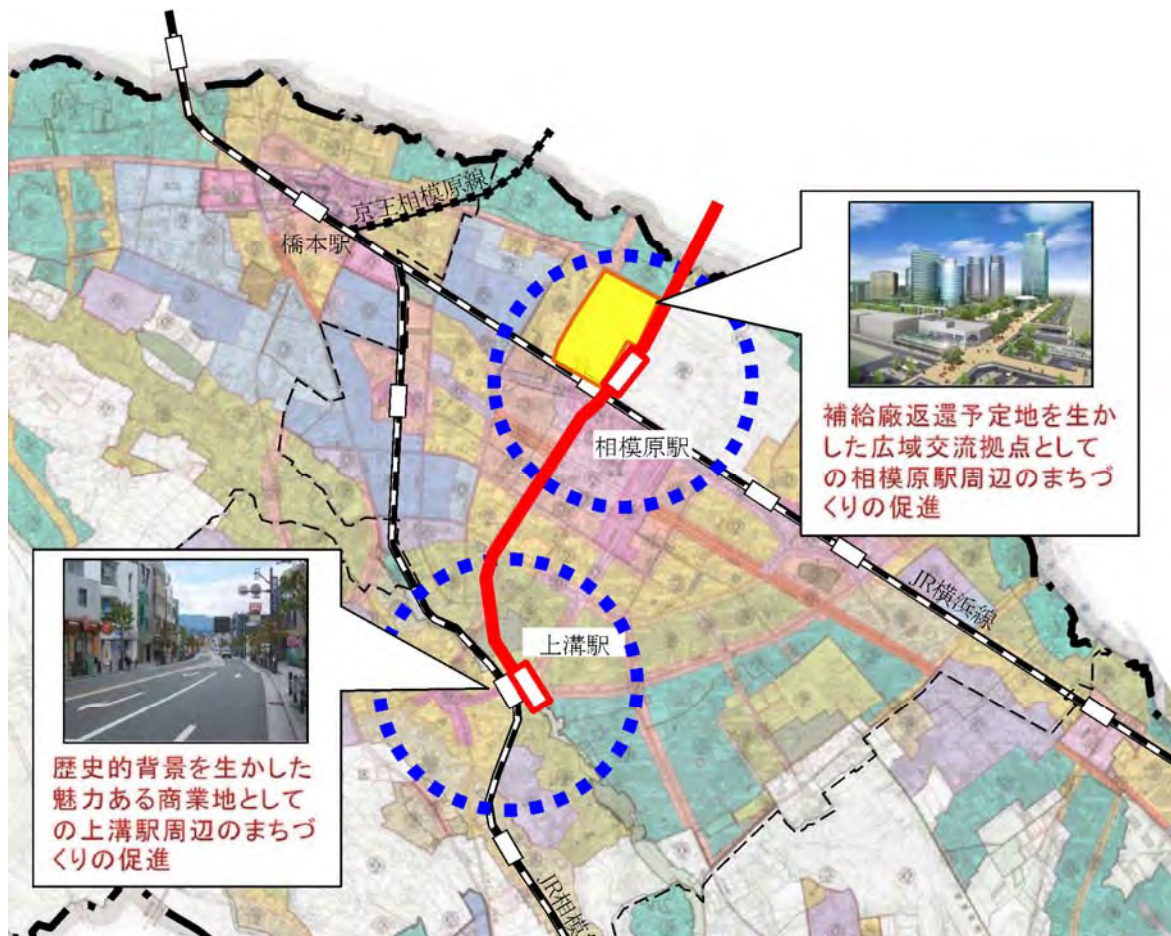 京王相模原線
橋本駅
相模原駅
補給廠返還予定地を生か
した広域交流拠点として
の相模原駅周辺のまちづ
くりの促進
JR横浜線
上溝駅
歴史的背景を生かした
魅力ある商業地として
の上溝駅周辺のまちづ
くりの促進
JR相模